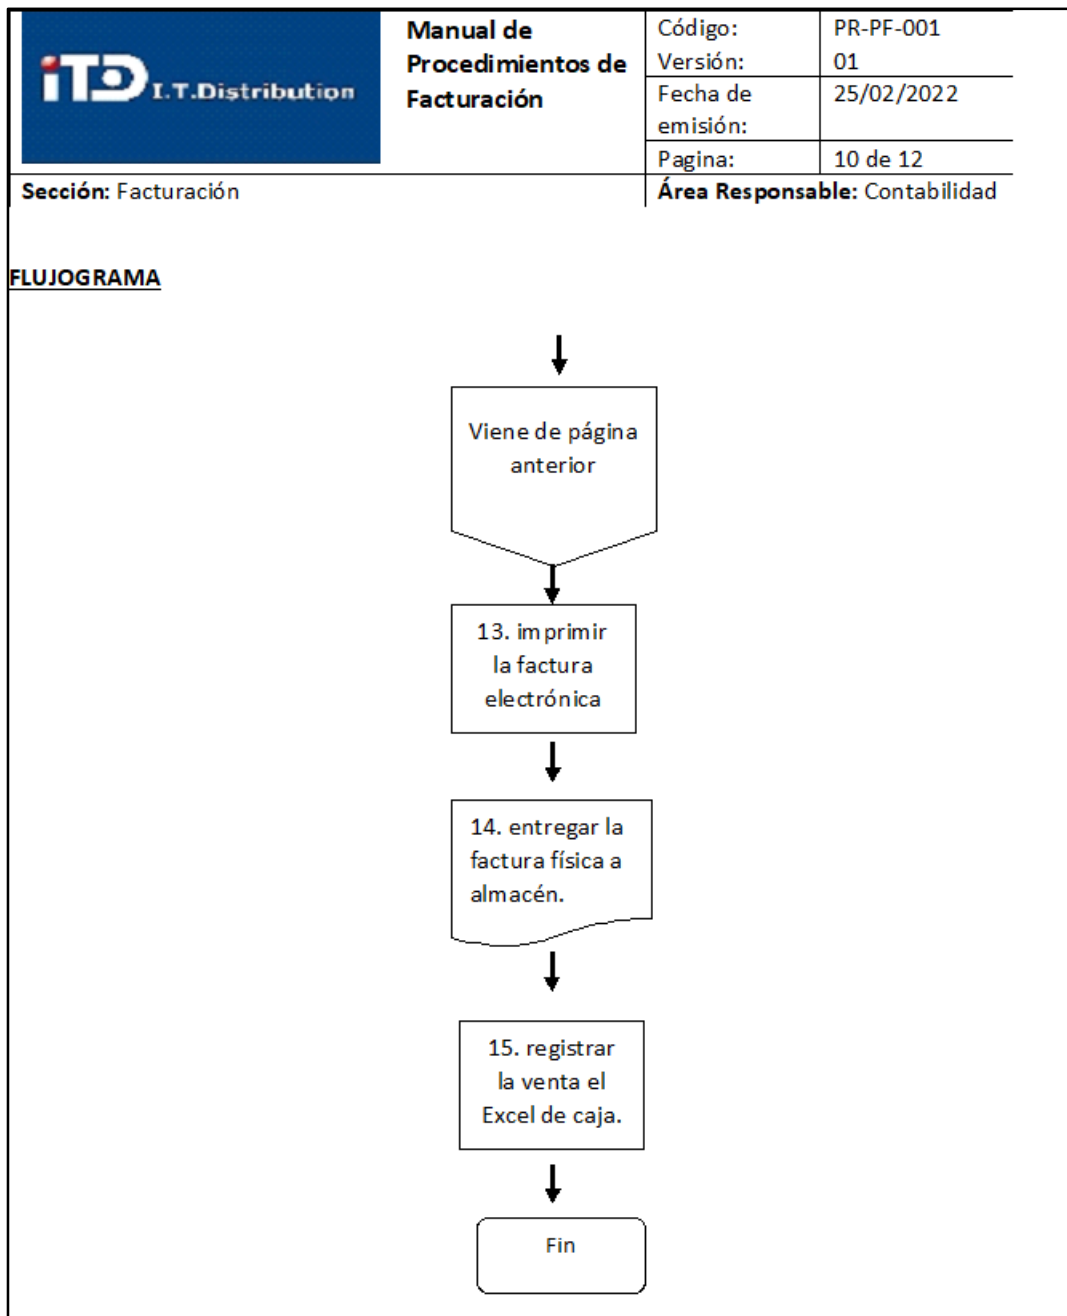 iTD I.T.Distribution
Manual de
Procedimientos de
Facturación
Código: PR-PF-001
Versión: 01
Fecha de 25/02/2022
emisión:
Pagina: 10 de 12
Sección: Facturación
Área Responsable: Contabilidad
FLUJOGRAMA
Viene de página
anterior
13. imprimir
la factura
electrónica
14. entregar la
factura física a
almacén.
15. registrar
la venta el
Excel de caja.
Fin